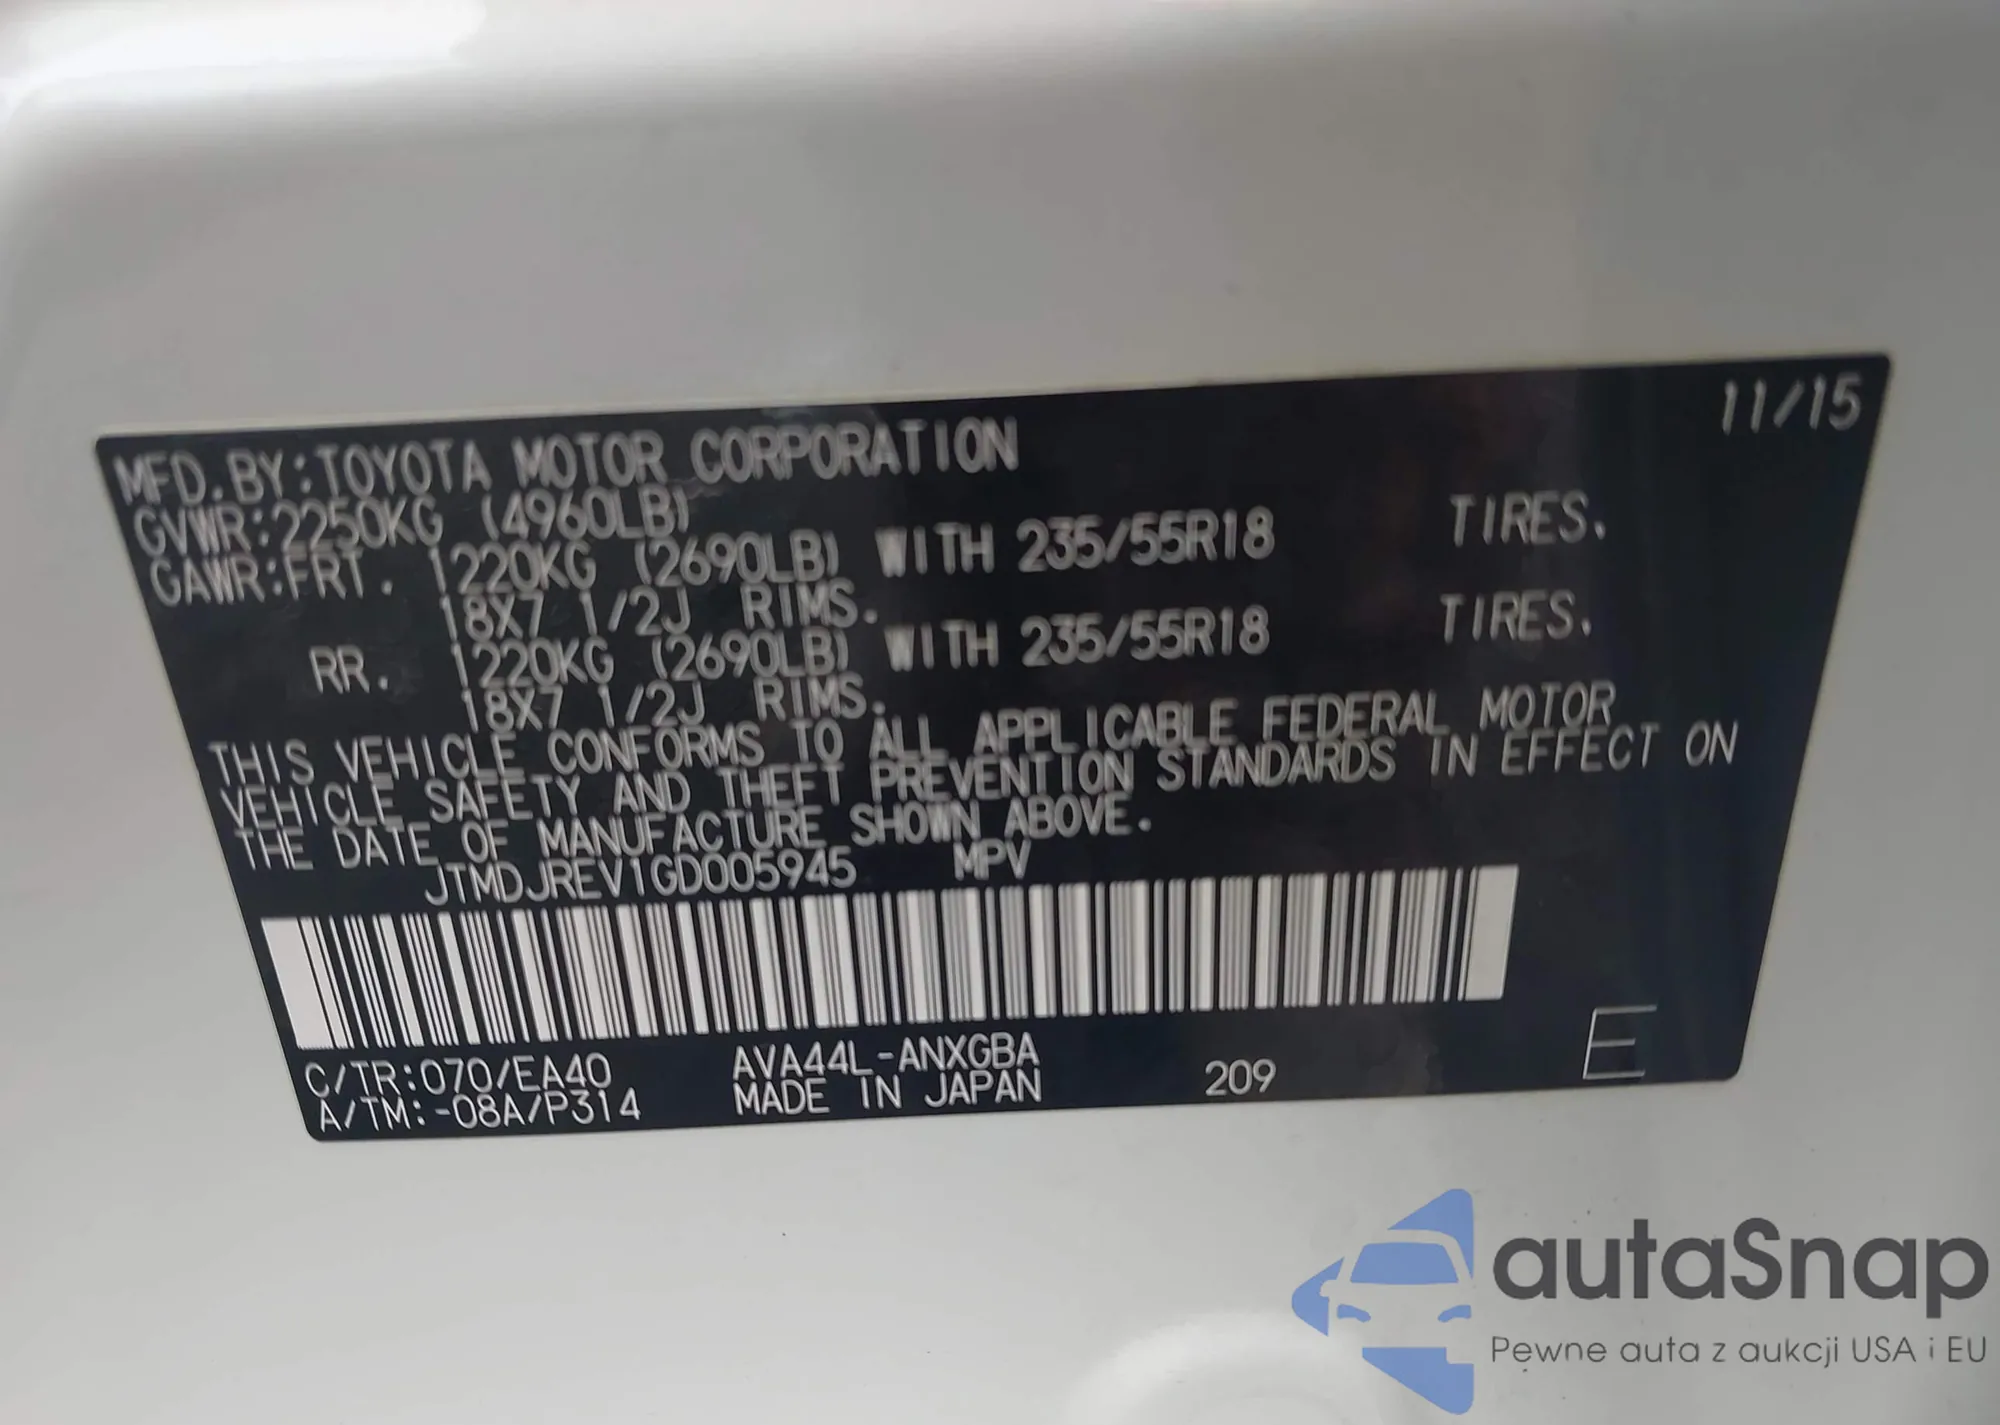 11/15
MFD.BY:TOYOTA MOTOR CORPORATION
GVWR:2250KG (4960LB)
GAWR:FRT. 1220KG (2690LB) WITH 235/55R18 TIRES.
18X7 1/2J RIMS.
RR. 1220KG (2690LB) WITH 235/55R18 TIRES.
18X7 1/2J RIMS.
THIS VEHICLE CONFORMS TO ALL APPLICABLE FEDERAL MOTOR
VEHICLE SAFETY AND THEFT PREVENTION STANDARDS IN EFFECT ON
THE DATE OF MANUFACTURE SHOWN ABOVE.
JTMDJREV1GD005945 MPV
C/TR:070/EA40 AVA44L-ANXGBA
A/TM:-08A/P314 MADE IN JAPAN 209 E
autaSnap
Pewne auta z aukcji USA i EU